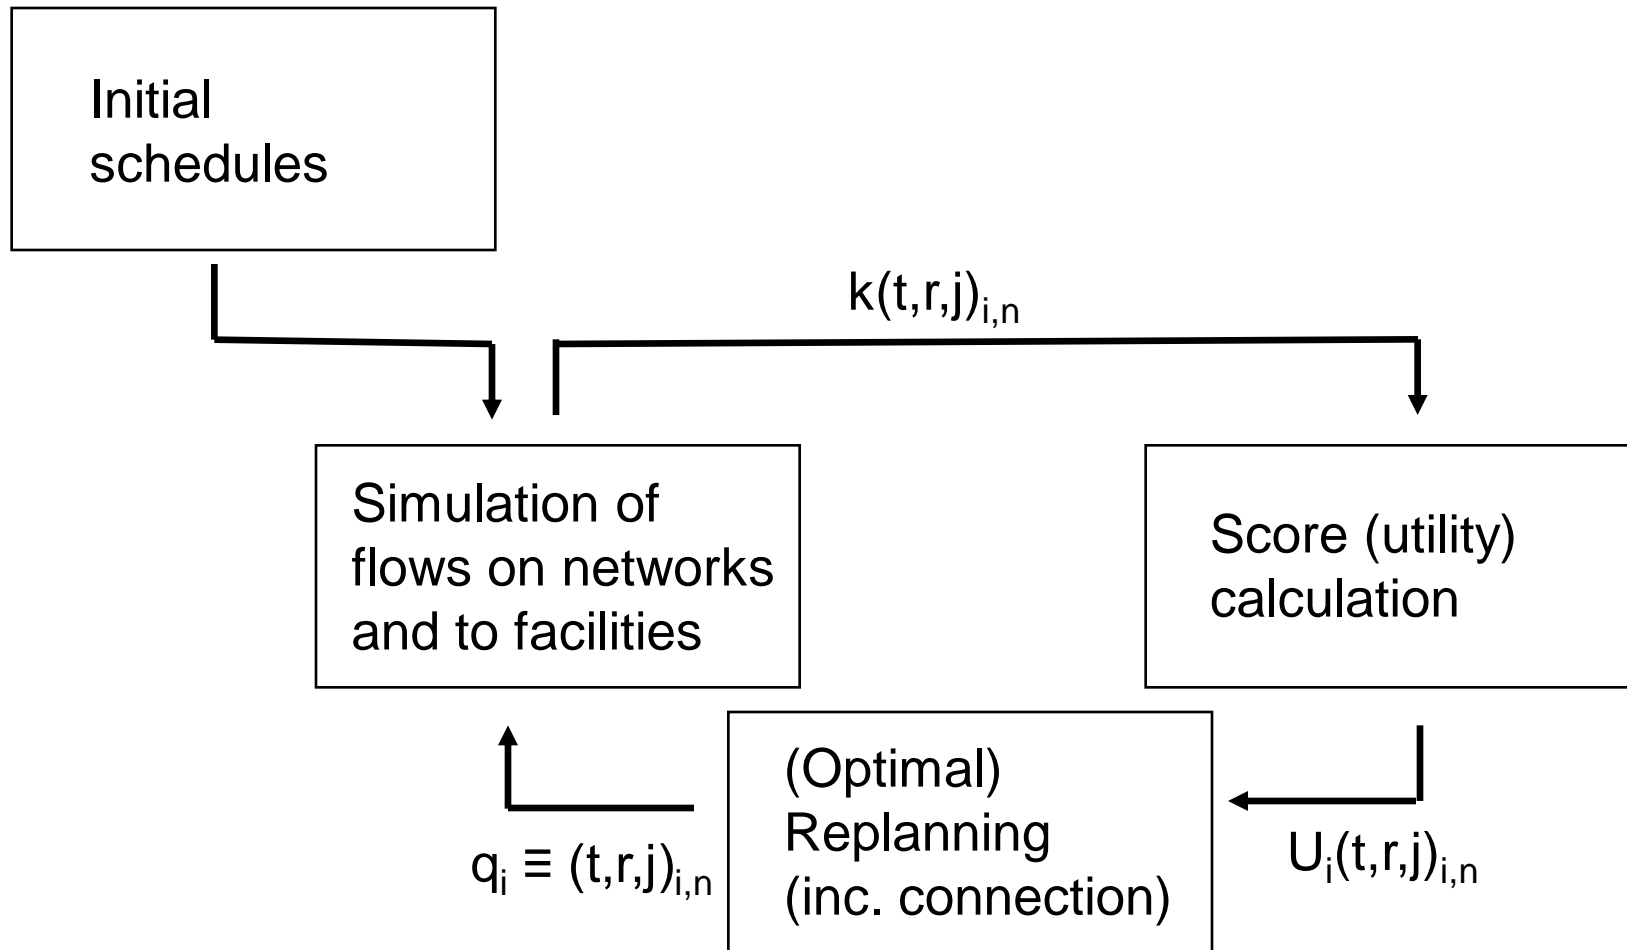 Initial
schedules
k(t,r,j)i,n
Simulation of
flows on networks
and to facilities
Score (utility)
calculation
(Optimal)
Replanning
(inc. connection)
qi ≡ (t,r,j)i,n
Ui(t,r,j)i,n